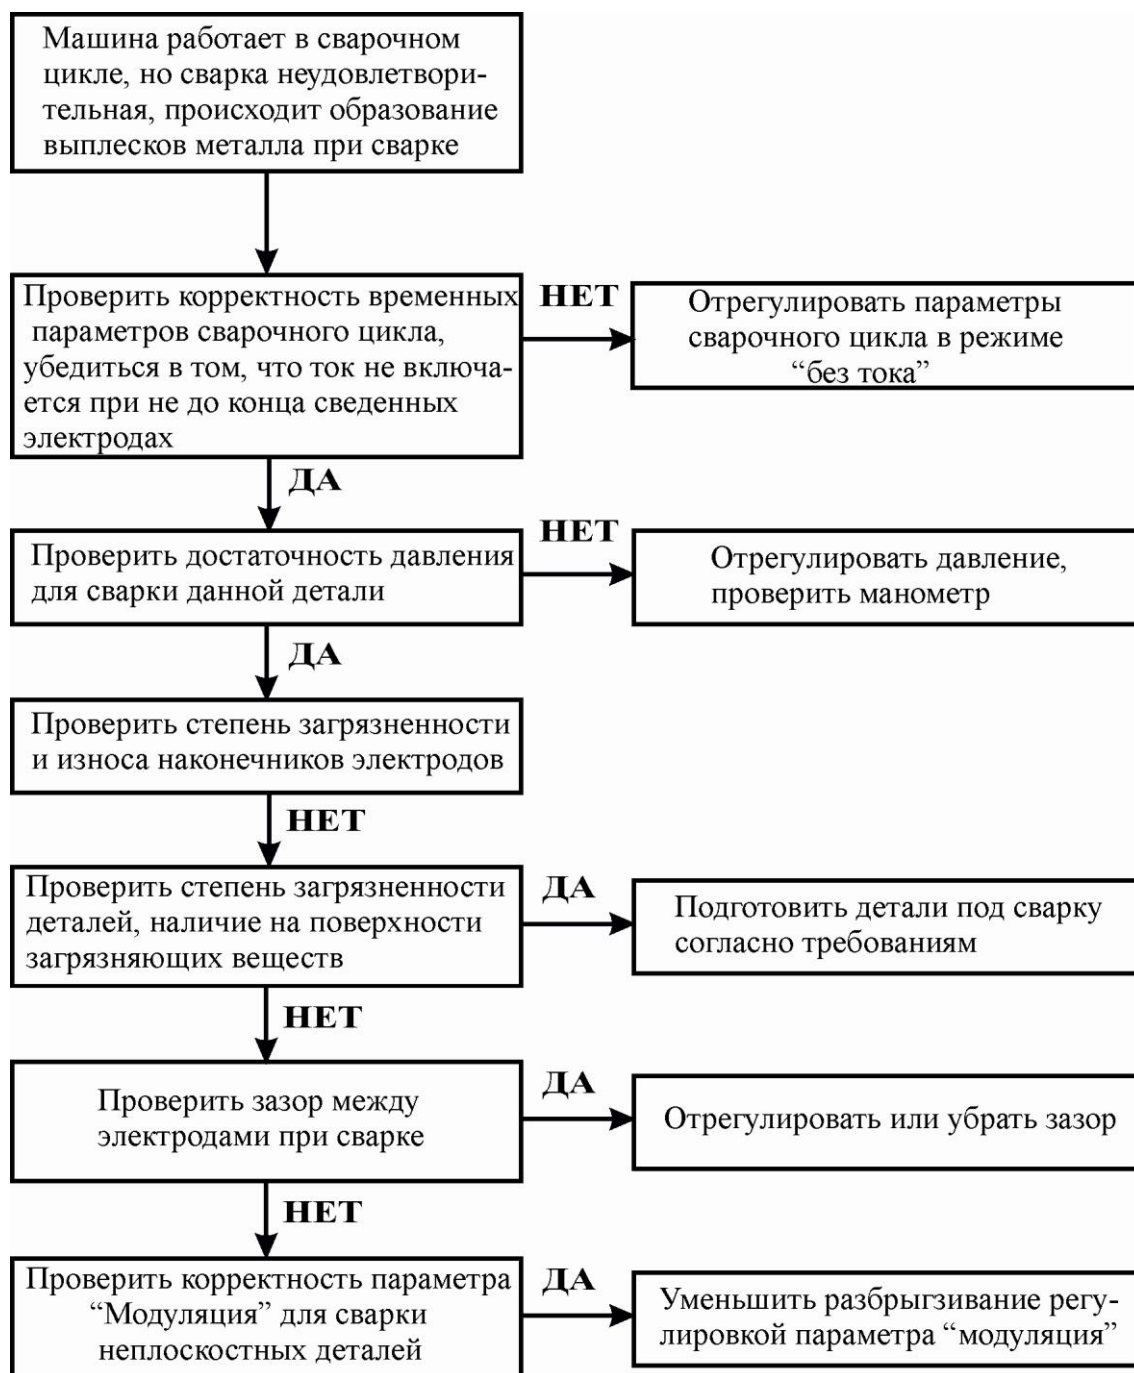 Машина работает в сварочном
цикле, но сварка неудовлетвори-
тельная, происходит образование
выплесков металла при сварке
Проверить корректность временных
параметров сварочного цикла,
убедиться в том, что ток не включа-
ется при не до конца сведенных
электродах
НЕТ
Отрегулировать параметры
сварочного цикла в режиме
“без тока”
ДА
Проверить достаточность давления
для сварки данной детали
НЕТ
Отрегулировать давление,
проверить манометр
ДА
Проверить степень загрязненности
и износа наконечников электродов
НЕТ
Проверить степень загрязненности
деталей, наличие на поверхности
загрязняющих веществ
ДА
Подготовить детали под сварку
согласно требованиям
НЕТ
Проверить зазор между
электродами при сварке
ДА
Отрегулировать или убрать зазор
НЕТ
Проверить корректность параметра
“Модуляция” для сварки
неплоскостных деталей
ДА
Уменьшить разбрыгзивание регу-
лировкой параметра “модуляция”